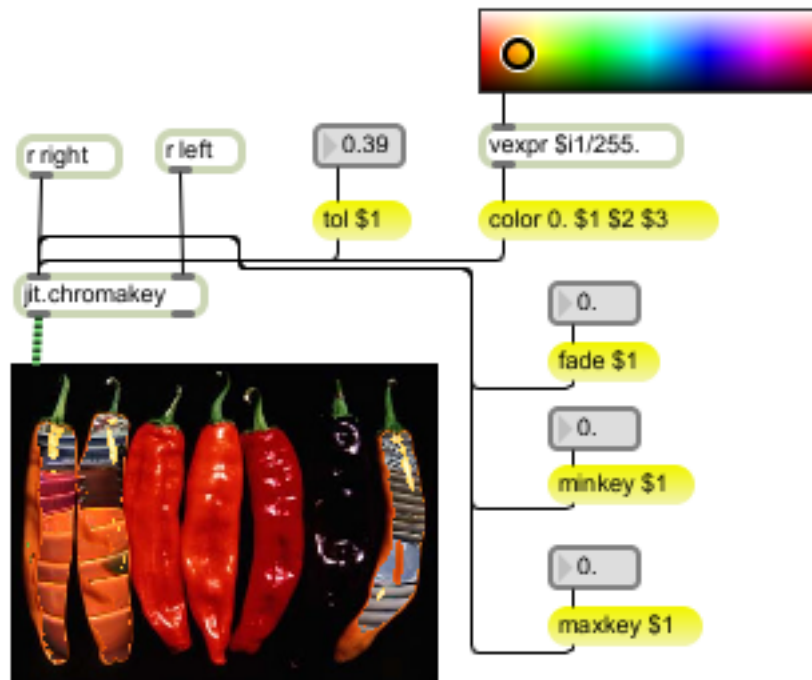 r right
r left
0.39
vexpr $i1/255.
tol $1
color 0. $1 $2 $3
jit.chromakey
0.
fade $1
0.
minkey $1
0.
maxkey $1